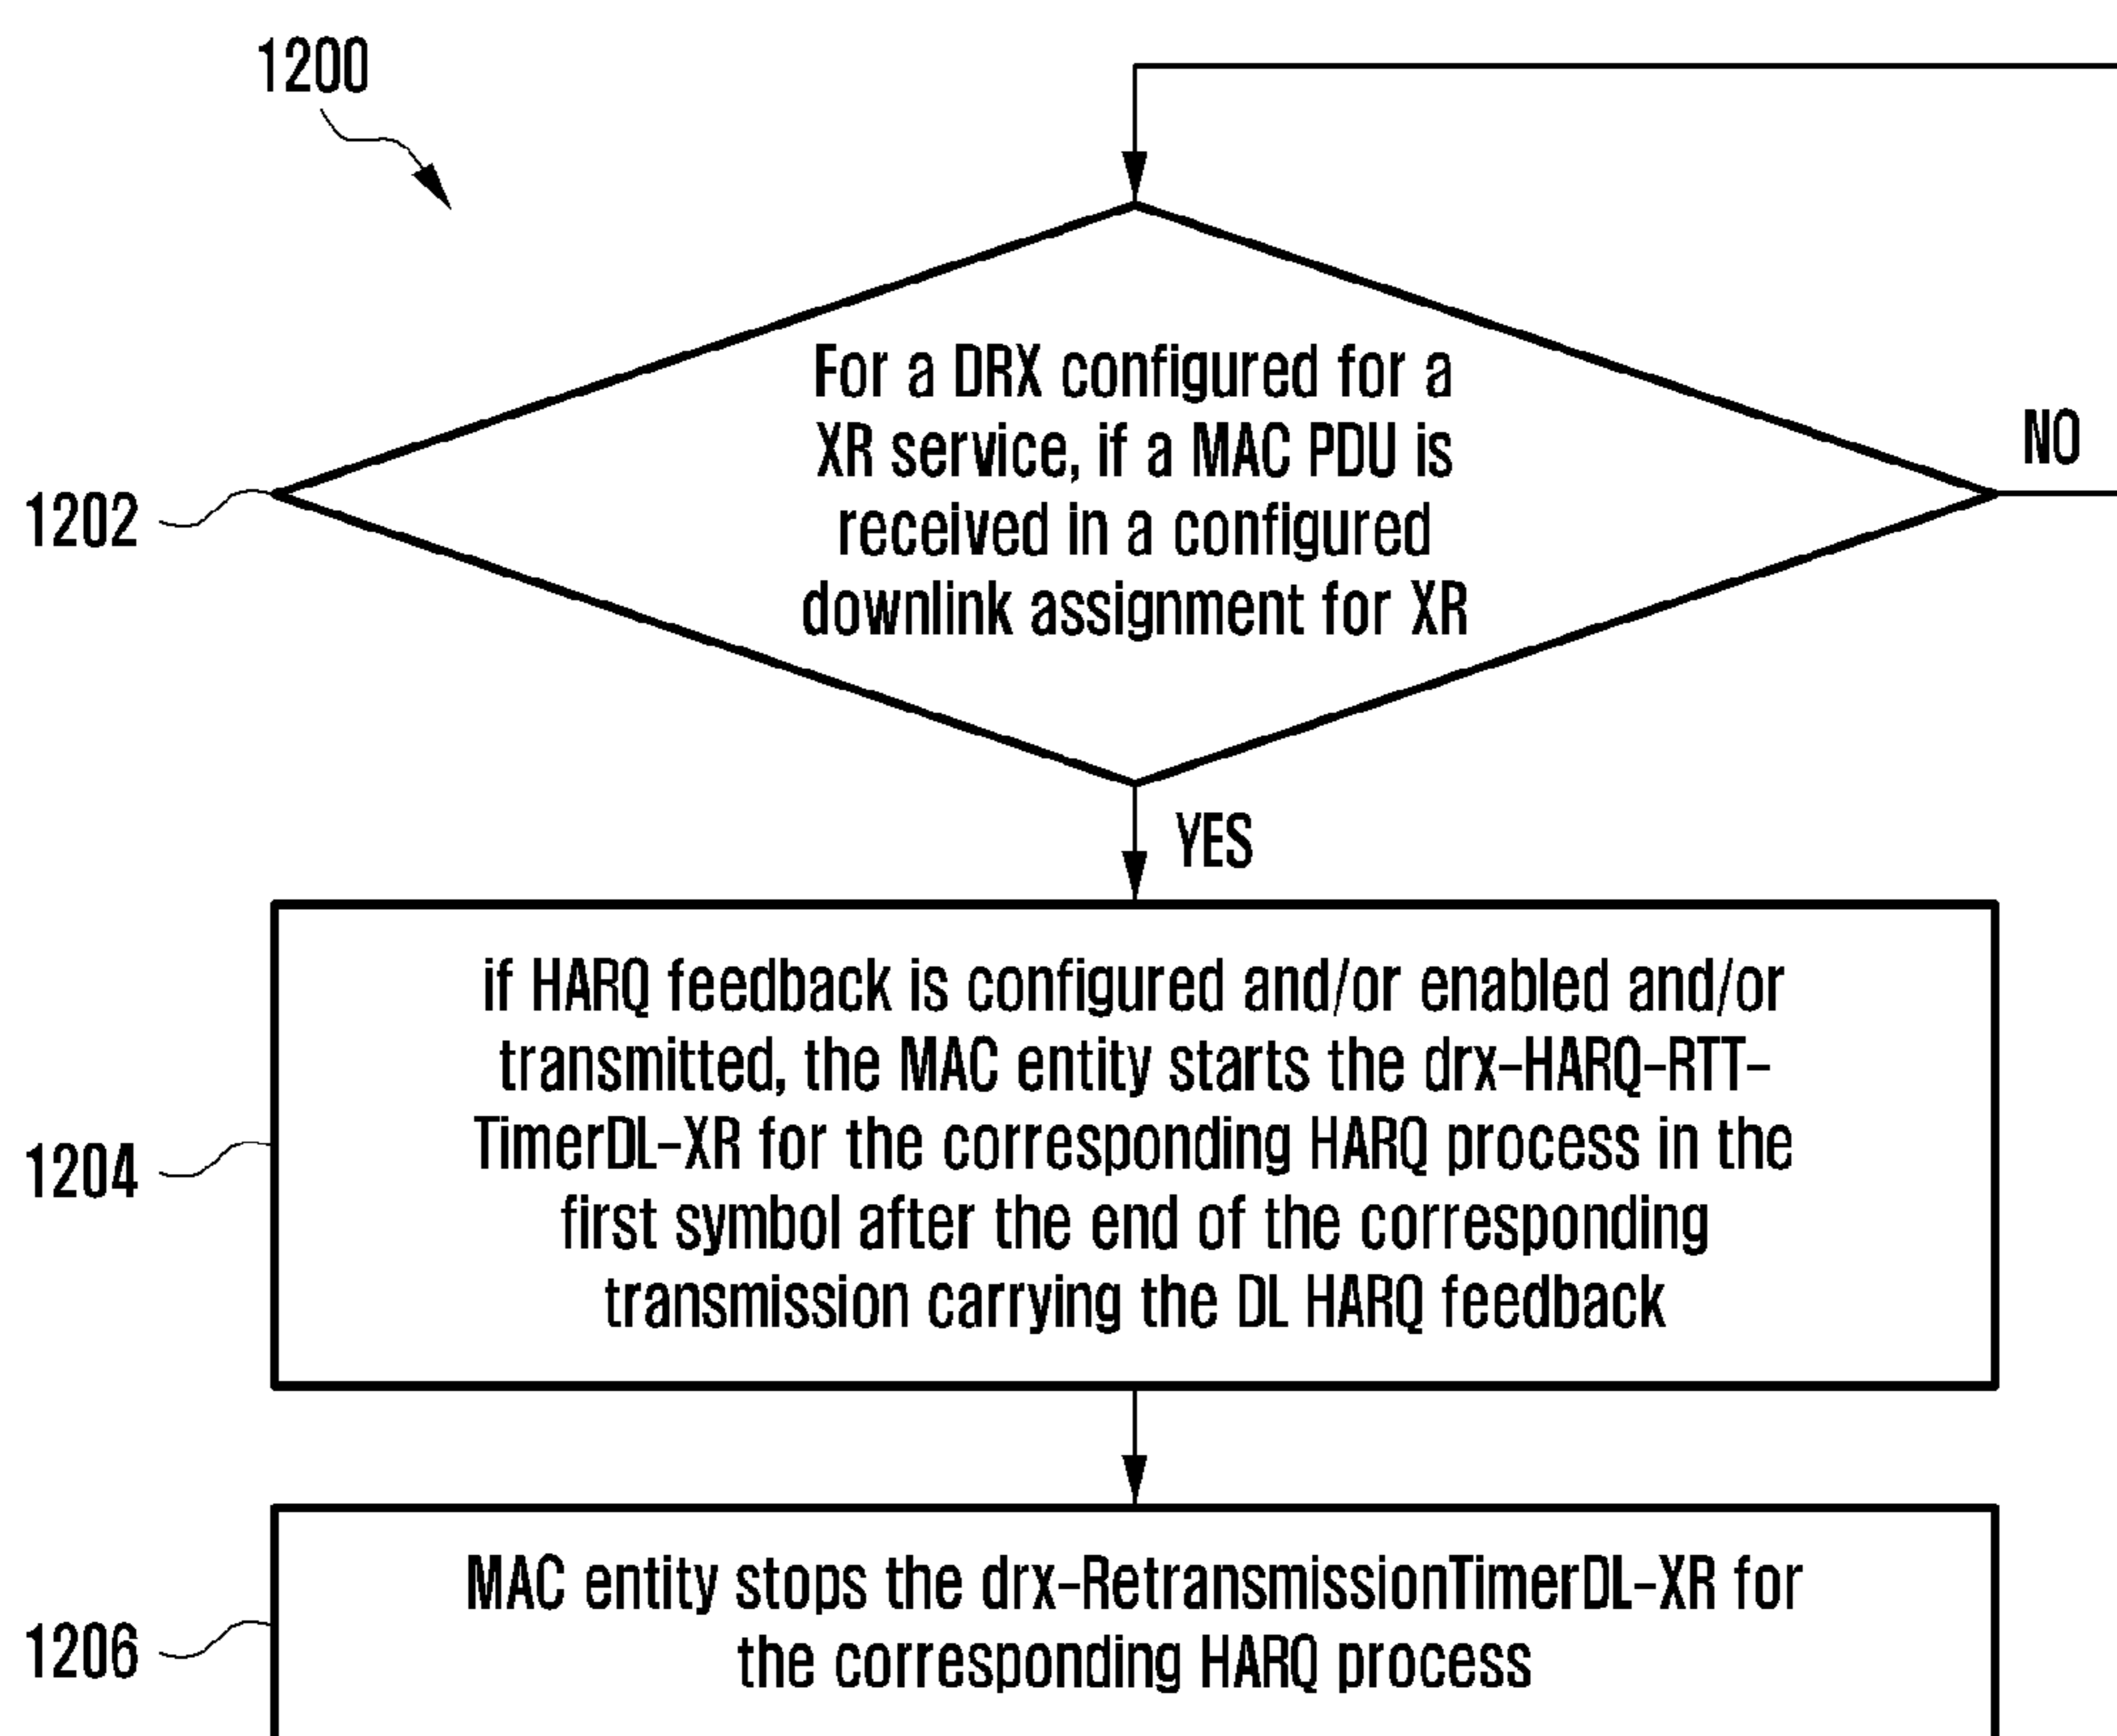 1200
For a DRX configured for a
XR service, if a MAC PDU is
received in a configured
downlink assignment for XR
NO
1202
YES
if HARQ feedback is configured and/or enabled and/or
transmitted, the MAC entity starts the drx-HARQ-RTT-
TimerDL-XR for the corresponding HARQ process in the
first symbol after the end of the corresponding
transmission carrying the DL HARQ feedback
1204
MAC entity stops the drx-RetransmissionTimerDL-XR for
the corresponding HARQ process
1206